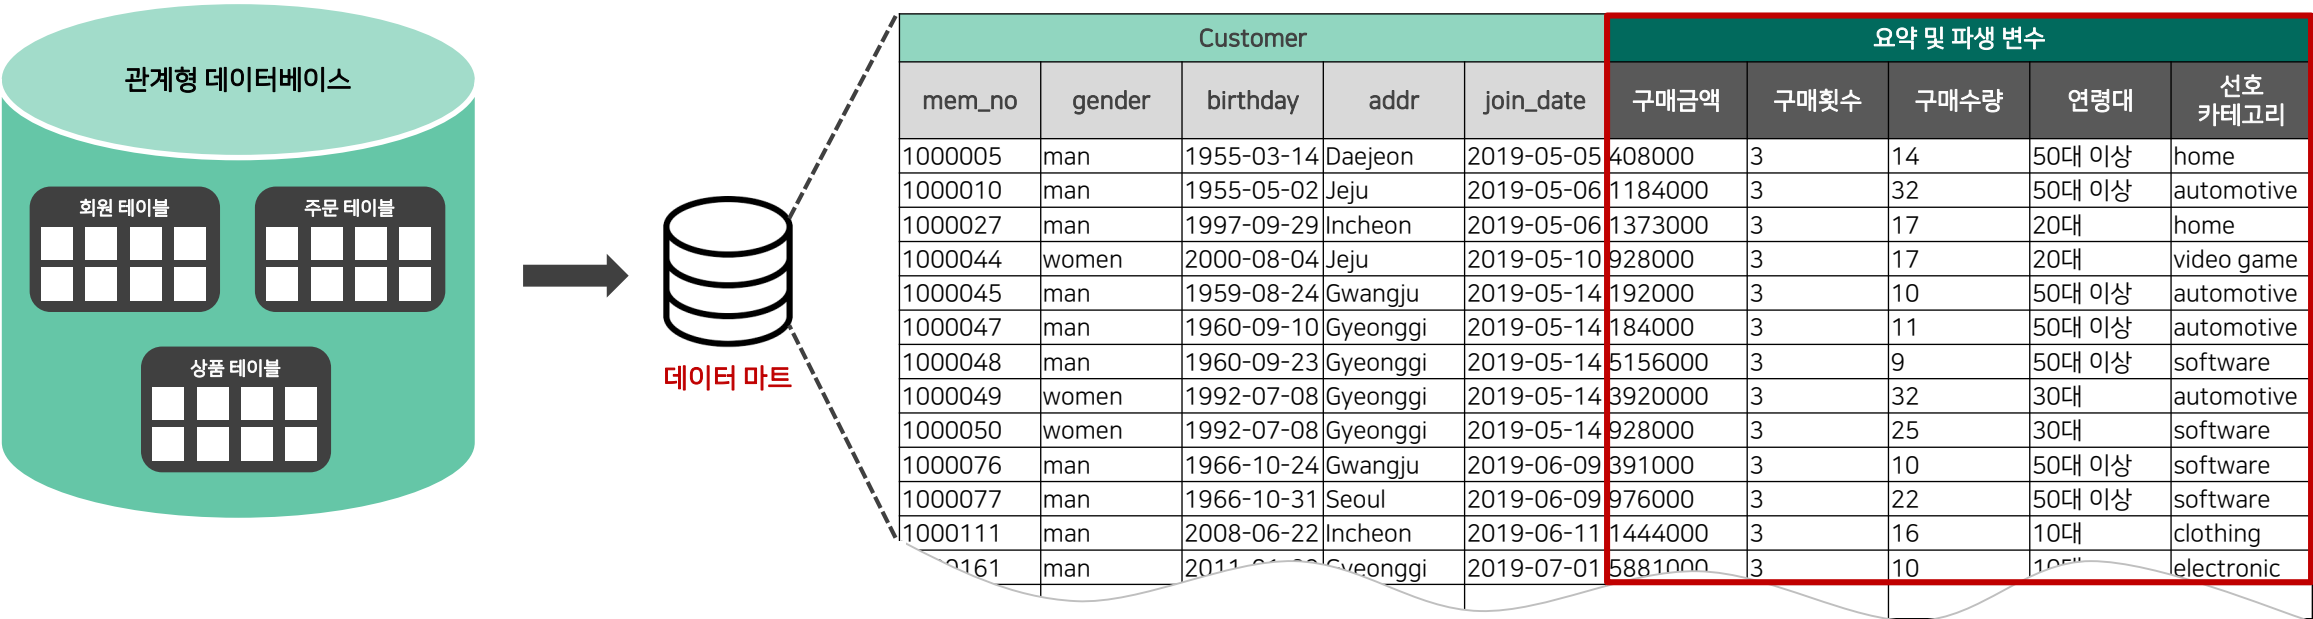 관계형 데이터베이스
회원 테이블
주문 테이블
상품 테이블
데이터 마트
Customer 요약 및 파생 변수
mem_no gender birthday addr join_date 구매금액 구매횟수 구매수량 연령대 선호 카테고리
1000005 man 1955-03-14 Daejeon 2019-05-05 408000 3 14 50대 이상 home
1000010 man 1955-05-02 Jeju 2019-05-06 1184000 3 32 50대 이상 automotive
1000027 man 1997-09-29 Incheon 2019-05-06 1373000 3 17 20대 home
1000044 women 2000-08-04 Jeju 2019-05-10 928000 3 17 20대 video game
1000045 man 1959-08-24 Gwangju 2019-05-14 192000 3 10 50대 이상 automotive
1000047 man 1960-09-10 Gyeonggi 2019-05-14 184000 3 11 50대 이상 automotive
1000048 man 1960-09-23 Gyeonggi 2019-05-14 5156000 3 9 50대 이상 software
1000049 women 1992-07-08 Gyeonggi 2019-05-14 3920000 3 32 30대 automotive
1000050 women 1992-07-08 Gyeonggi 2019-05-14 928000 3 25 30대 software
1000076 man 1966-10-24 Gwangju 2019-06-09 391000 3 10 50대 이상 software
1000077 man 1966-10-31 Seoul 2019-06-09 976000 3 22 50대 이상 software
1000111 man 2008-06-22 Incheon 2019-06-11 1444000 3 16 10대 clothing
man Gyeonggi 2019-07-01 5881000 3 10 10대 electronic